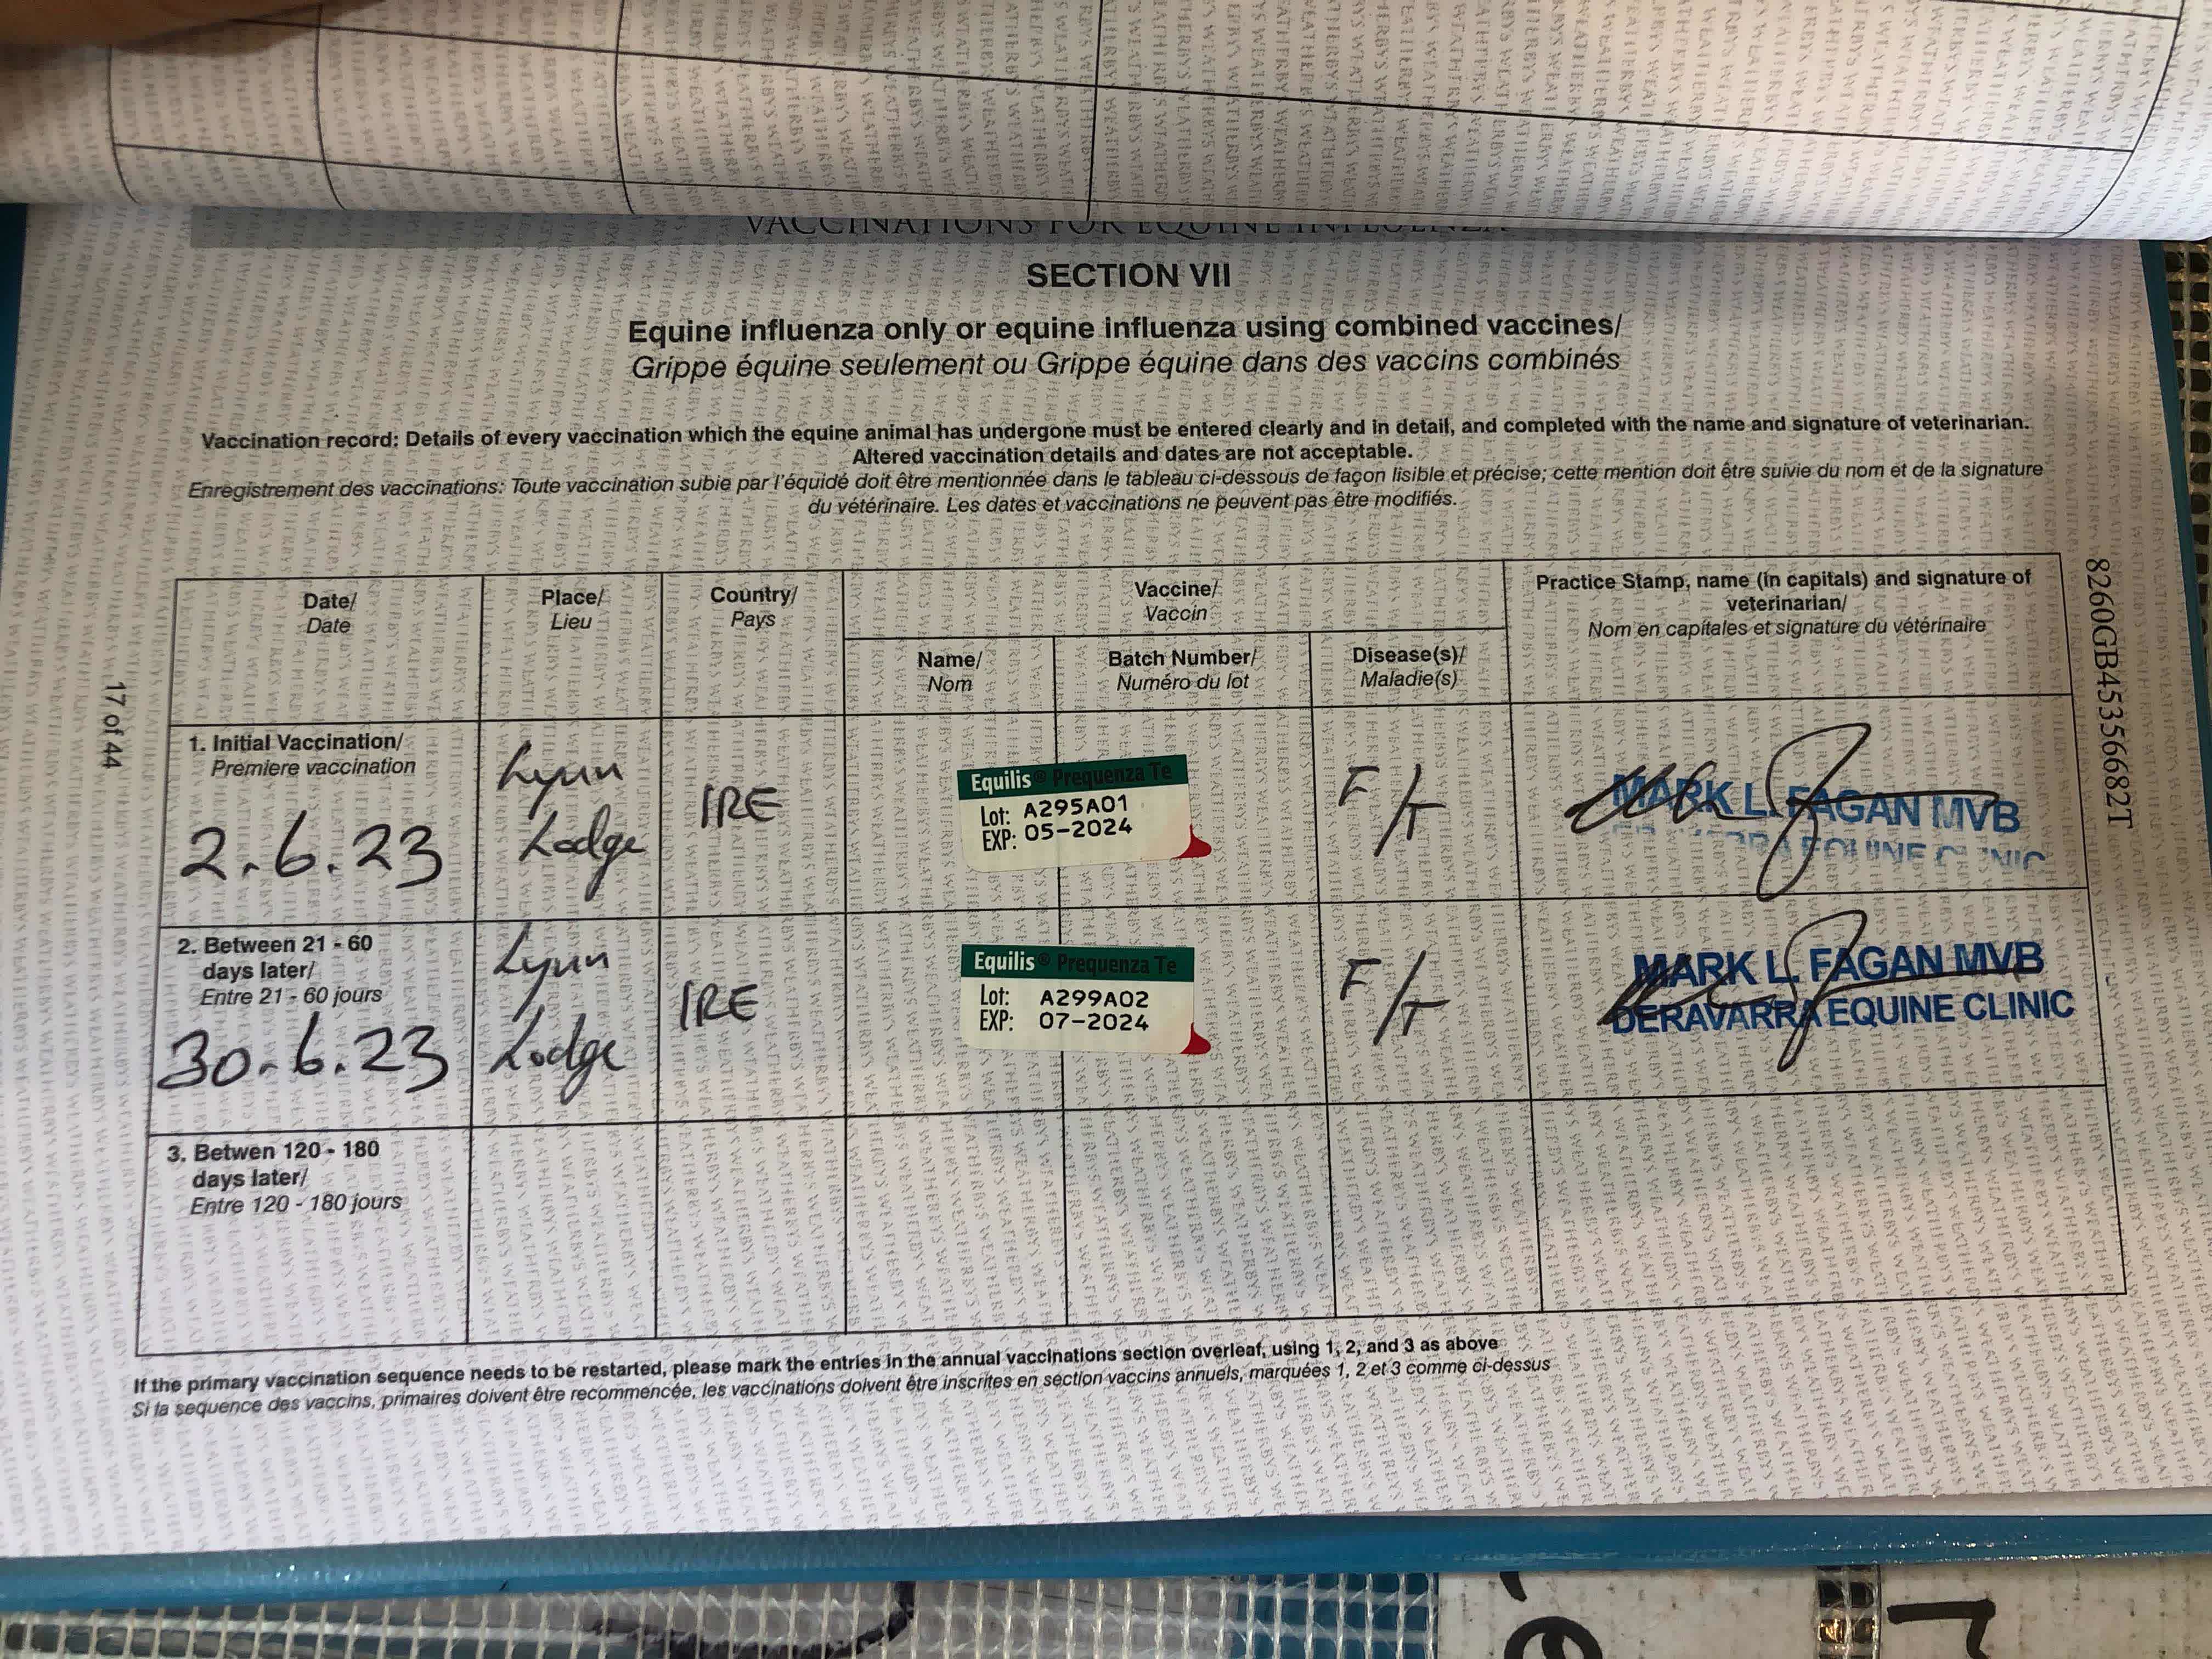 VACCINATIONS FOR EQUINE INFLUENZA
SECTION VII
Equine influenza only or equine influenza using combined vaccines/
Grippe équine seulement ou Grippe équine dans des vaccins combinés
Vaccination record: Details of every vaccination which the equine animal has undergone must be entered clearly and in detail, and completed with the name and signature of veterinarian.
Altered vaccination details and dates are not acceptable.
Enregistrement des vaccinations: Toute vaccination subie par l'équidé doit être mentionnée dans le tableau ci-dessous de façon lisible et précise; cette mention doit être suivie du nom et de la signature
du vétérinaire. Les dates et vaccinations ne peuvent pas être modifiés.
Date/
Date
Place/
Lieu
Country/
Pays
Vaccine/
Vaccin
Name/
Nom
Batch Number/
Numéro du lot
Disease(s)/
Maladie(s)
Practice Stamp, name (in capitals) and signature of
veterinarian/
Nom en capitales et signature du vétérinaire
1. Initial Vaccination/
Premiere vaccination
2.6.23
Lynn
Lodge
IRE
Equilis® Prequenza Te
Lot: A295A01
EXP: 05-2024
F/T
MARK L. FAGAN MVB
EQUINE CLINIC
2. Between 21 - 60
days later/
Entre 21 - 60 jours
30.6.23
Lynn
Lodge
IRE
Equilis® Prequenza Te
Lot: A299A02
EXP: 07-2024
F/T
MARK L. FAGAN MVB
DERAVARRA EQUINE CLINIC
3. Betwen 120 - 180
days later/
Entre 120 - 180 jours
If the primary vaccination sequence needs to be restarted, please mark the entries in the annual vaccinations section overleaf, using 1, 2, and 3 as above
Si la sequence des vaccins, primaires doivent être recommencée, les vaccinations doivent être inscrites en section vaccins annuels, marquées 1, 2 et 3 comme ci-dessus
17 of 44
8260GB45356682T